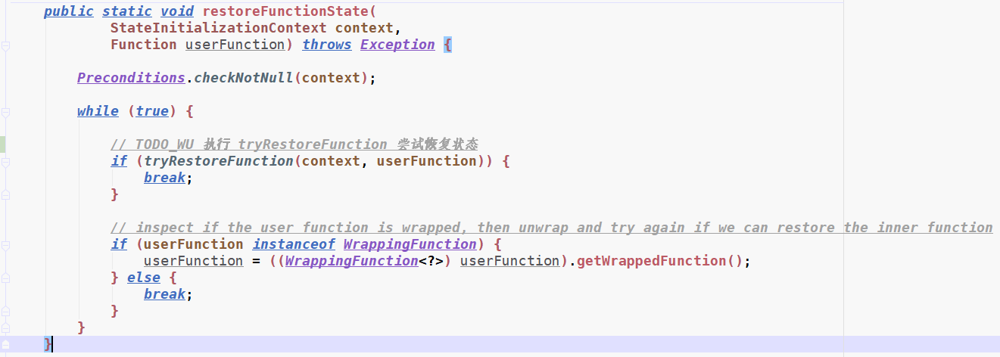 public static void restoreFunctionState(
        StateInitializationContext context,
        Function userFunction) throws Exception {
    Preconditions.checkNotNull(context);
    while (true) {
        // TODO_WU 执行 tryRestoreFunction 尝试恢复状态
        if (tryRestoreFunction(context, userFunction)) {
            break;
        }
        // inspect if the user function is wrapped, then unwrap and try again if we can restore the inner function
        if (userFunction instanceof WrappingFunction) {
            userFunction = ((WrappingFunction<?>) userFunction).getWrappedFunction();
        } else {
            break;
        }
    }
}